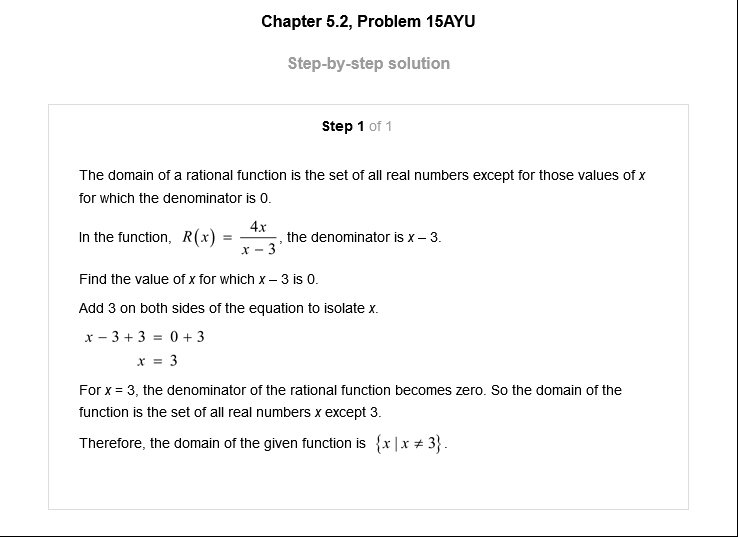 Chapter 5.2, Problem 15AYU
Step-by-step solution
Step 1 of 1
The domain of a rational function is the set of all real numbers except for those values of x
for which the denominator is 0.
In the function, R(x) = 4x / x − 3, the denominator is x – 3.
Find the value of x for which x – 3 is 0.
Add 3 on both sides of the equation to isolate x.
x − 3 + 3 = 0 + 3
x = 3
For x = 3, the denominator of the rational function becomes zero. So the domain of the
function is the set of all real numbers x except 3.
Therefore, the domain of the given function is {x | x ≠ 3}.